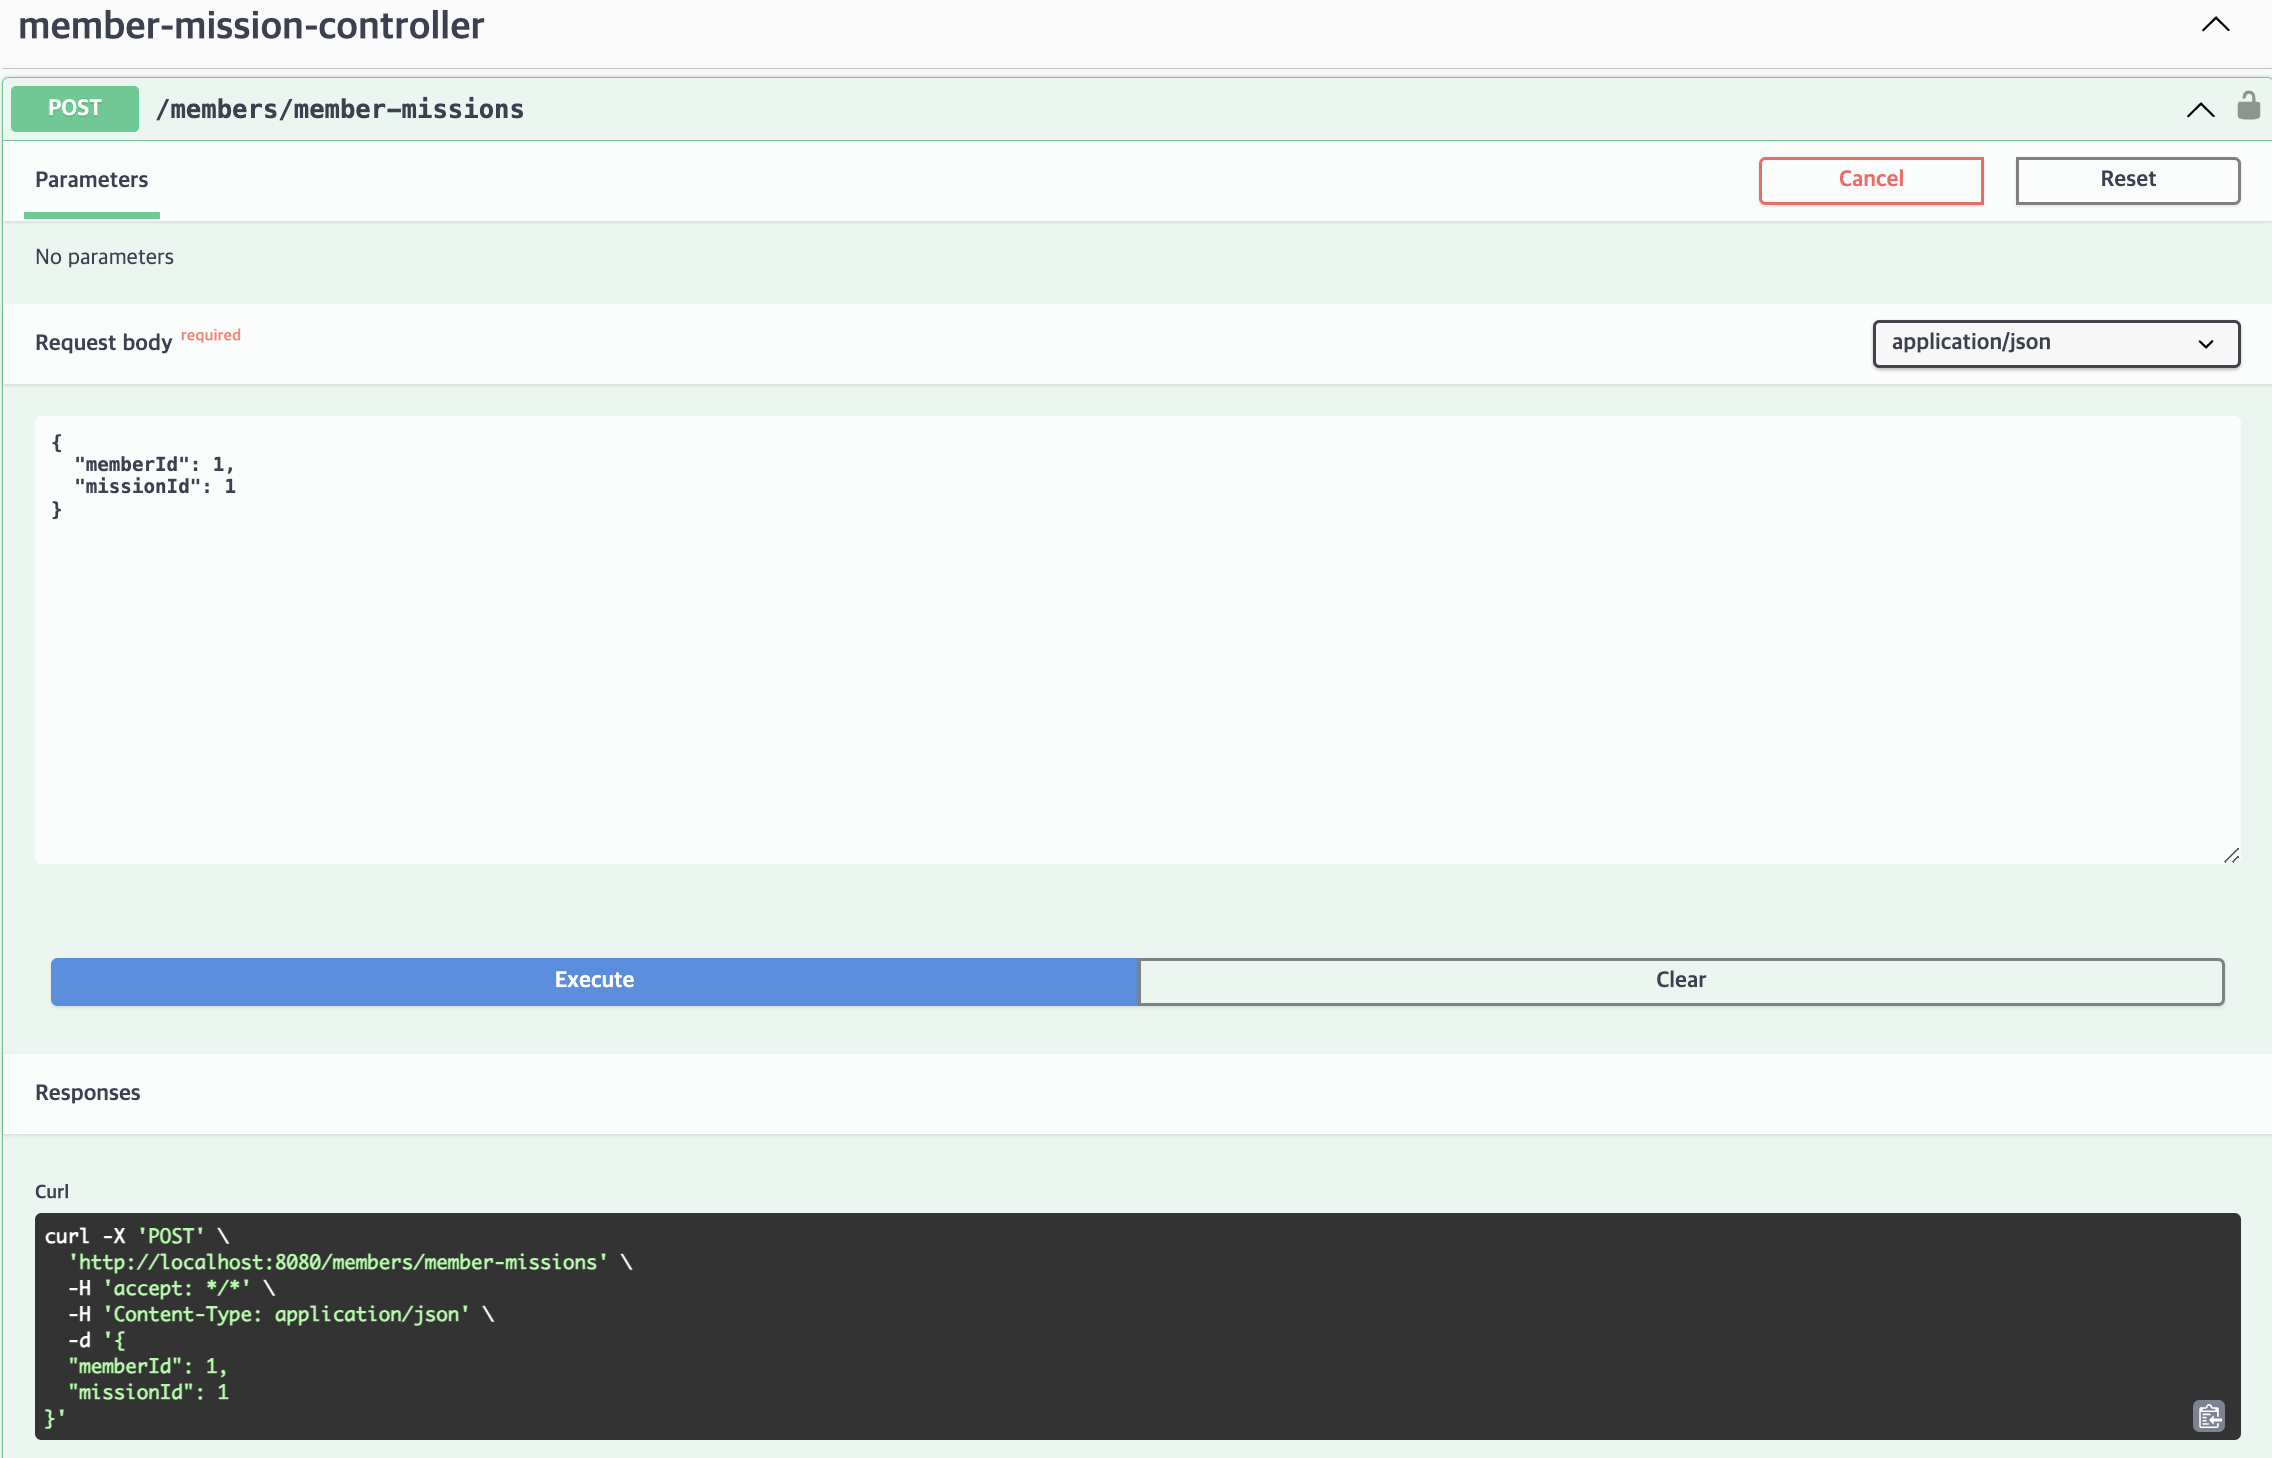 member-mission-controller
POST /members/member-missions
Parameters
Cancel
Reset
No parameters
Request body required
application/json
{
  "memberId": 1,
  "missionId": 1
}
Execute
Clear
Responses
Curl
curl -X 'POST' \
  'http://localhost:8080/members/member-missions' \
  -H 'accept: */*' \
  -H 'Content-Type: application/json' \
  -d '{
  "memberId": 1,
  "missionId": 1
}'